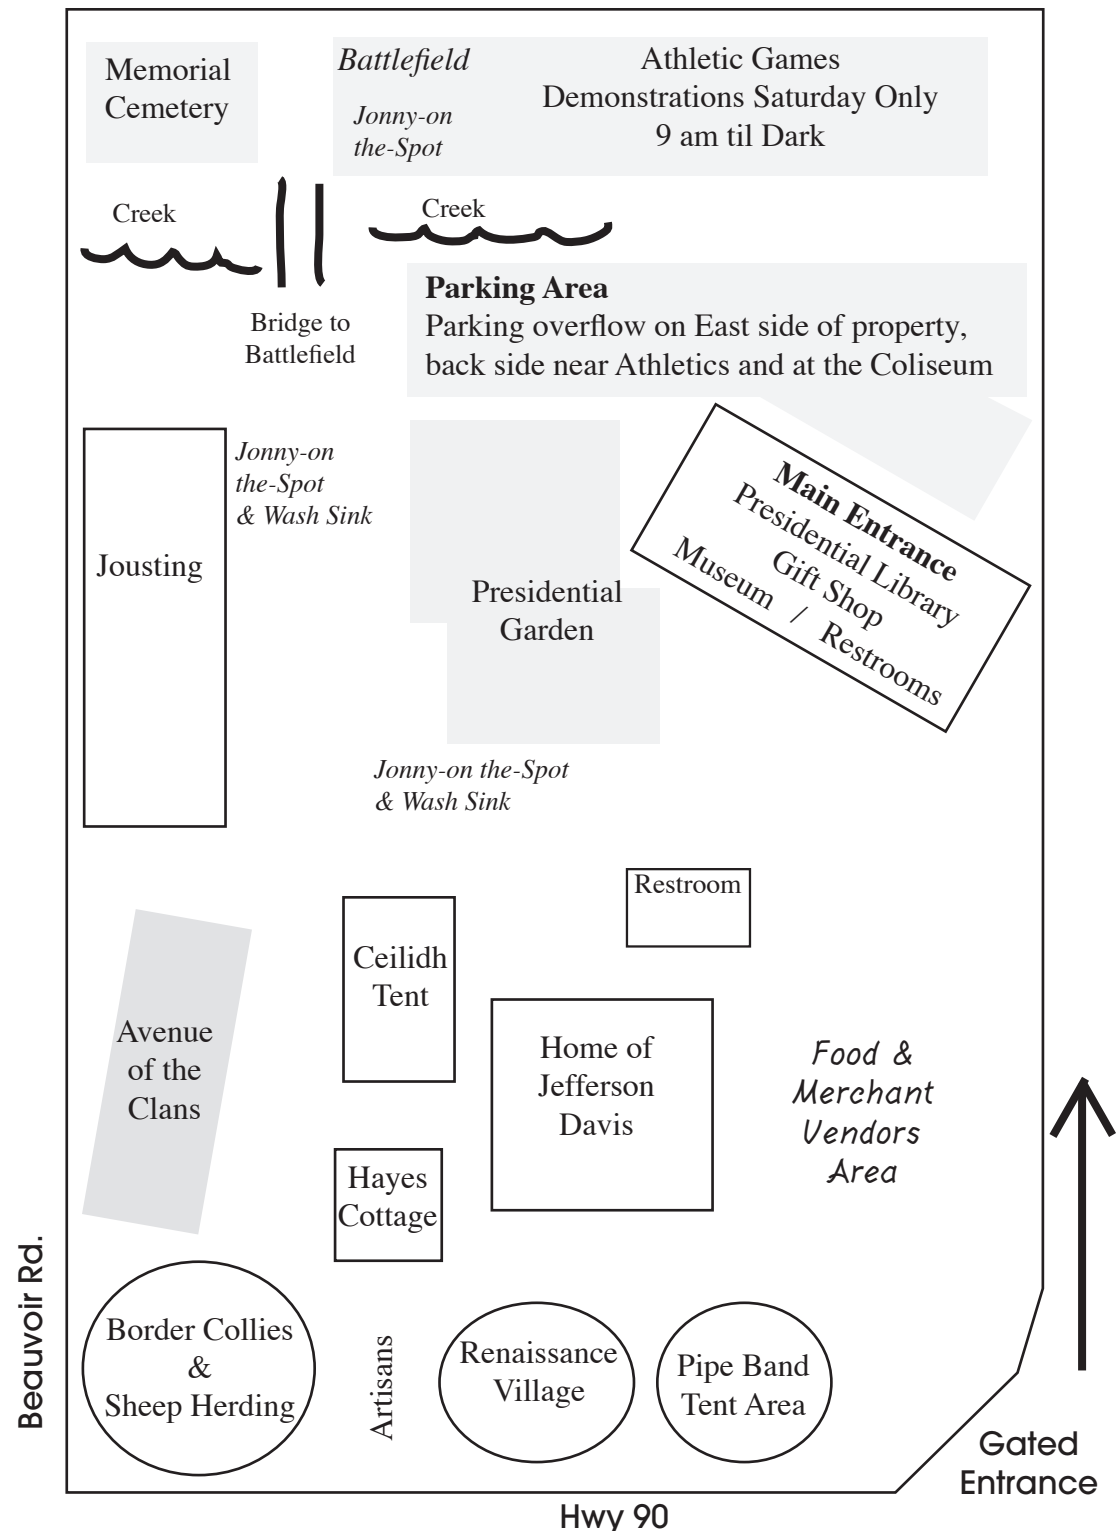 Memorial
Cemetery
Battlefield
Jonny-on
the-Spot
Athletic Games
Demonstrations Saturday Only
9 am til Dark
Creek
Creek
Bridge to
Battlefield
Parking Area
Parking overflow on East side of property,
back side near Athletics and at the Coliseum
Jousting
Jonny-on
the-Spot
& Wash Sink
Presidential
Garden
Main Entrance
Presidential Library
Gift Shop
Museum / Restrooms
Jonny-on the-Spot
& Wash Sink
Restroom
Ceilidh
Tent
Avenue
of the
Clans
Home of
Jefferson
Davis
Food &
Merchant
Vendors
Area
Hayes
Cottage
Beauvoir Rd.
Border Collies
&
Sheep Herding
Artisans
Renaissance
Village
Pipe Band
Tent Area
Gated
Entrance
Hwy 90